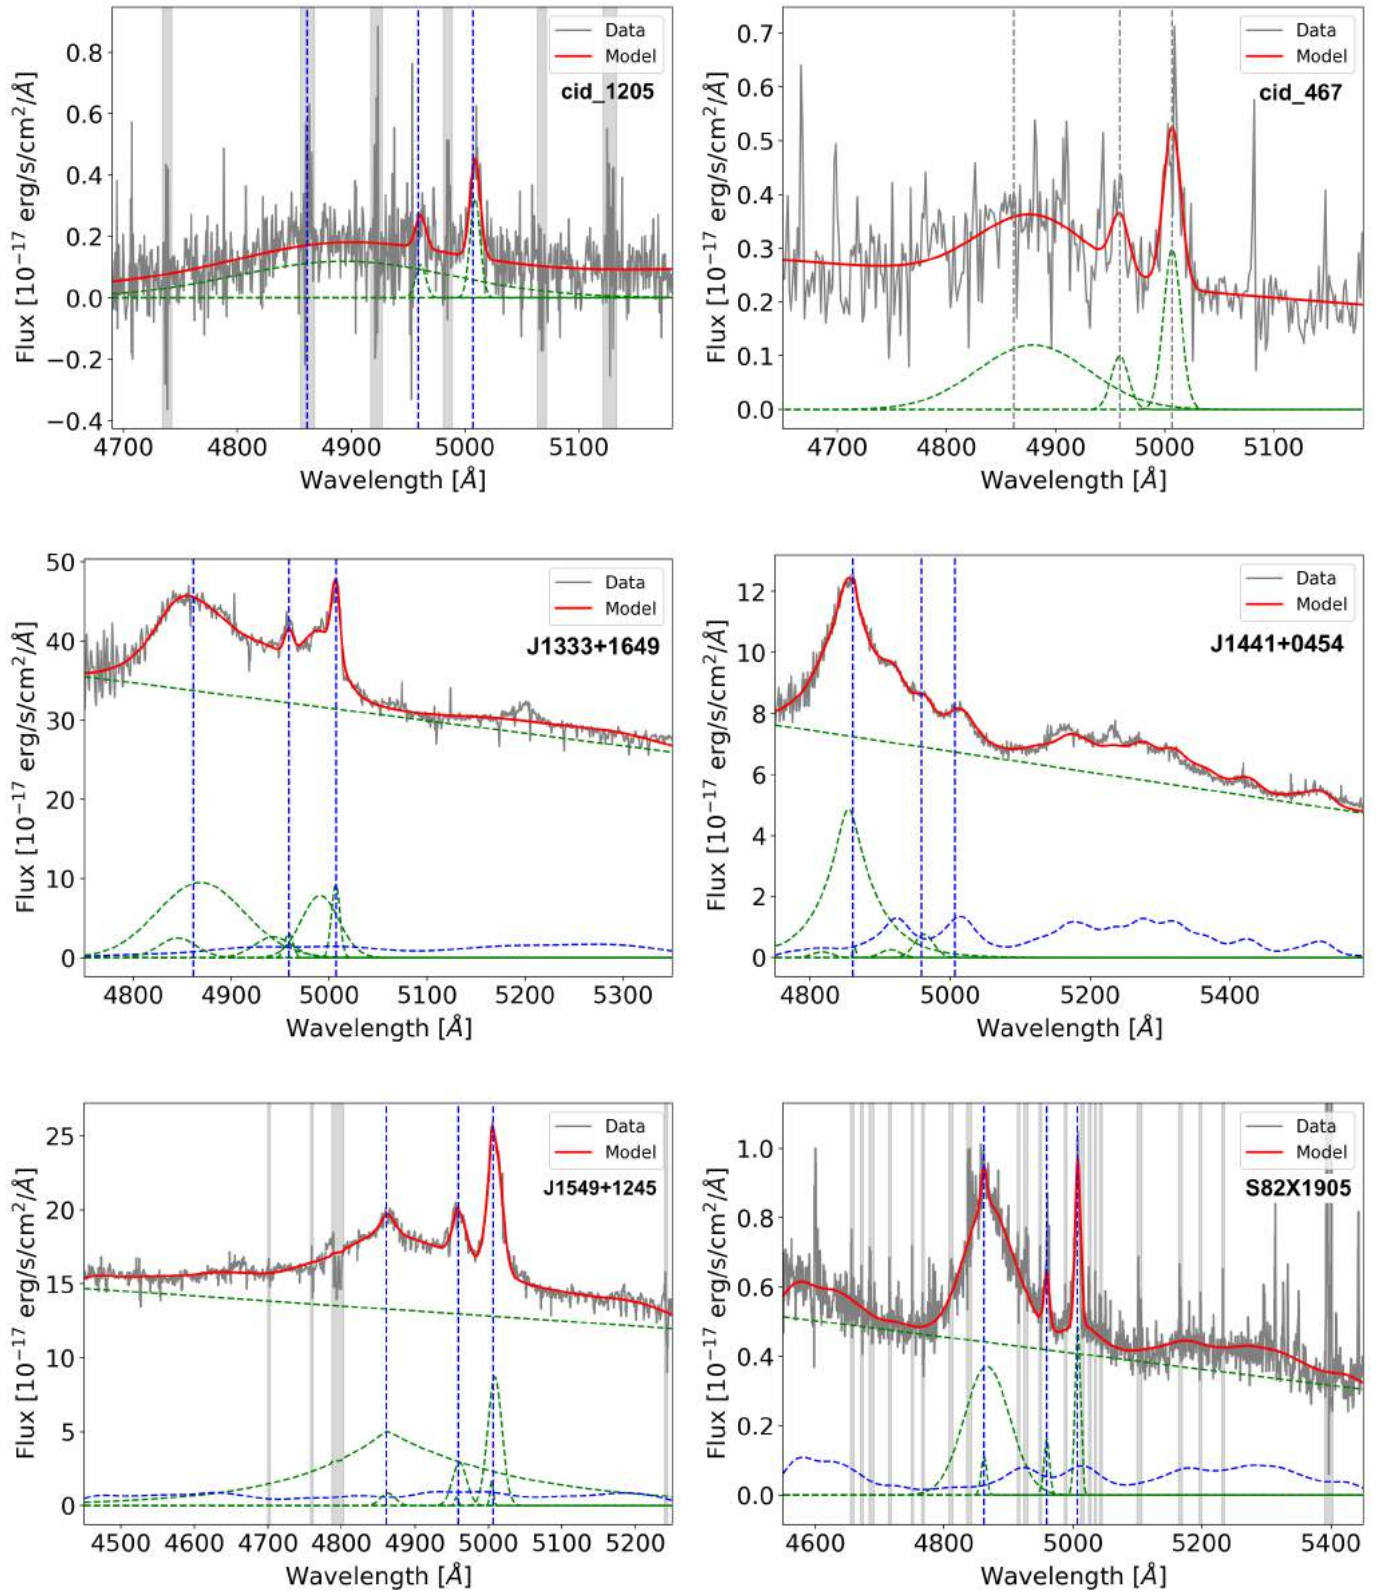 Data
Model
cid_1205
0.8
0.6
0.4
0.2
0.0
−0.2
−0.4
Flux [10⁻¹⁷ erg/s/cm²/Å]
4700 4800 4900 5000 5100
Wavelength [Å]
Data
Model
cid_467
0.7
0.6
0.5
0.4
0.3
0.2
0.1
0.0
Flux [10⁻¹⁷ erg/s/cm²/Å]
4700 4800 4900 5000 5100
Wavelength [Å]
Data
Model
J1333+1649
50
40
30
20
10
0
Flux [10⁻¹⁷ erg/s/cm²/Å]
4800 4900 5000 5100 5200 5300
Wavelength [Å]
Data
Model
J1441+0454
12
10
8
6
4
2
0
Flux [10⁻¹⁷ erg/s/cm²/Å]
4800 5000 5200 5400
Wavelength [Å]
Data
Model
J1549+1245
25
20
15
10
5
0
Flux [10⁻¹⁷ erg/s/cm²/Å]
4500 4600 4700 4800 4900 5000 5100 5200
Wavelength [Å]
Data
Model
S82X1905
1.0
0.8
0.6
0.4
0.2
0.0
Flux [10⁻¹⁷ erg/s/cm²/Å]
4600 4800 5000 5200 5400
Wavelength [Å]